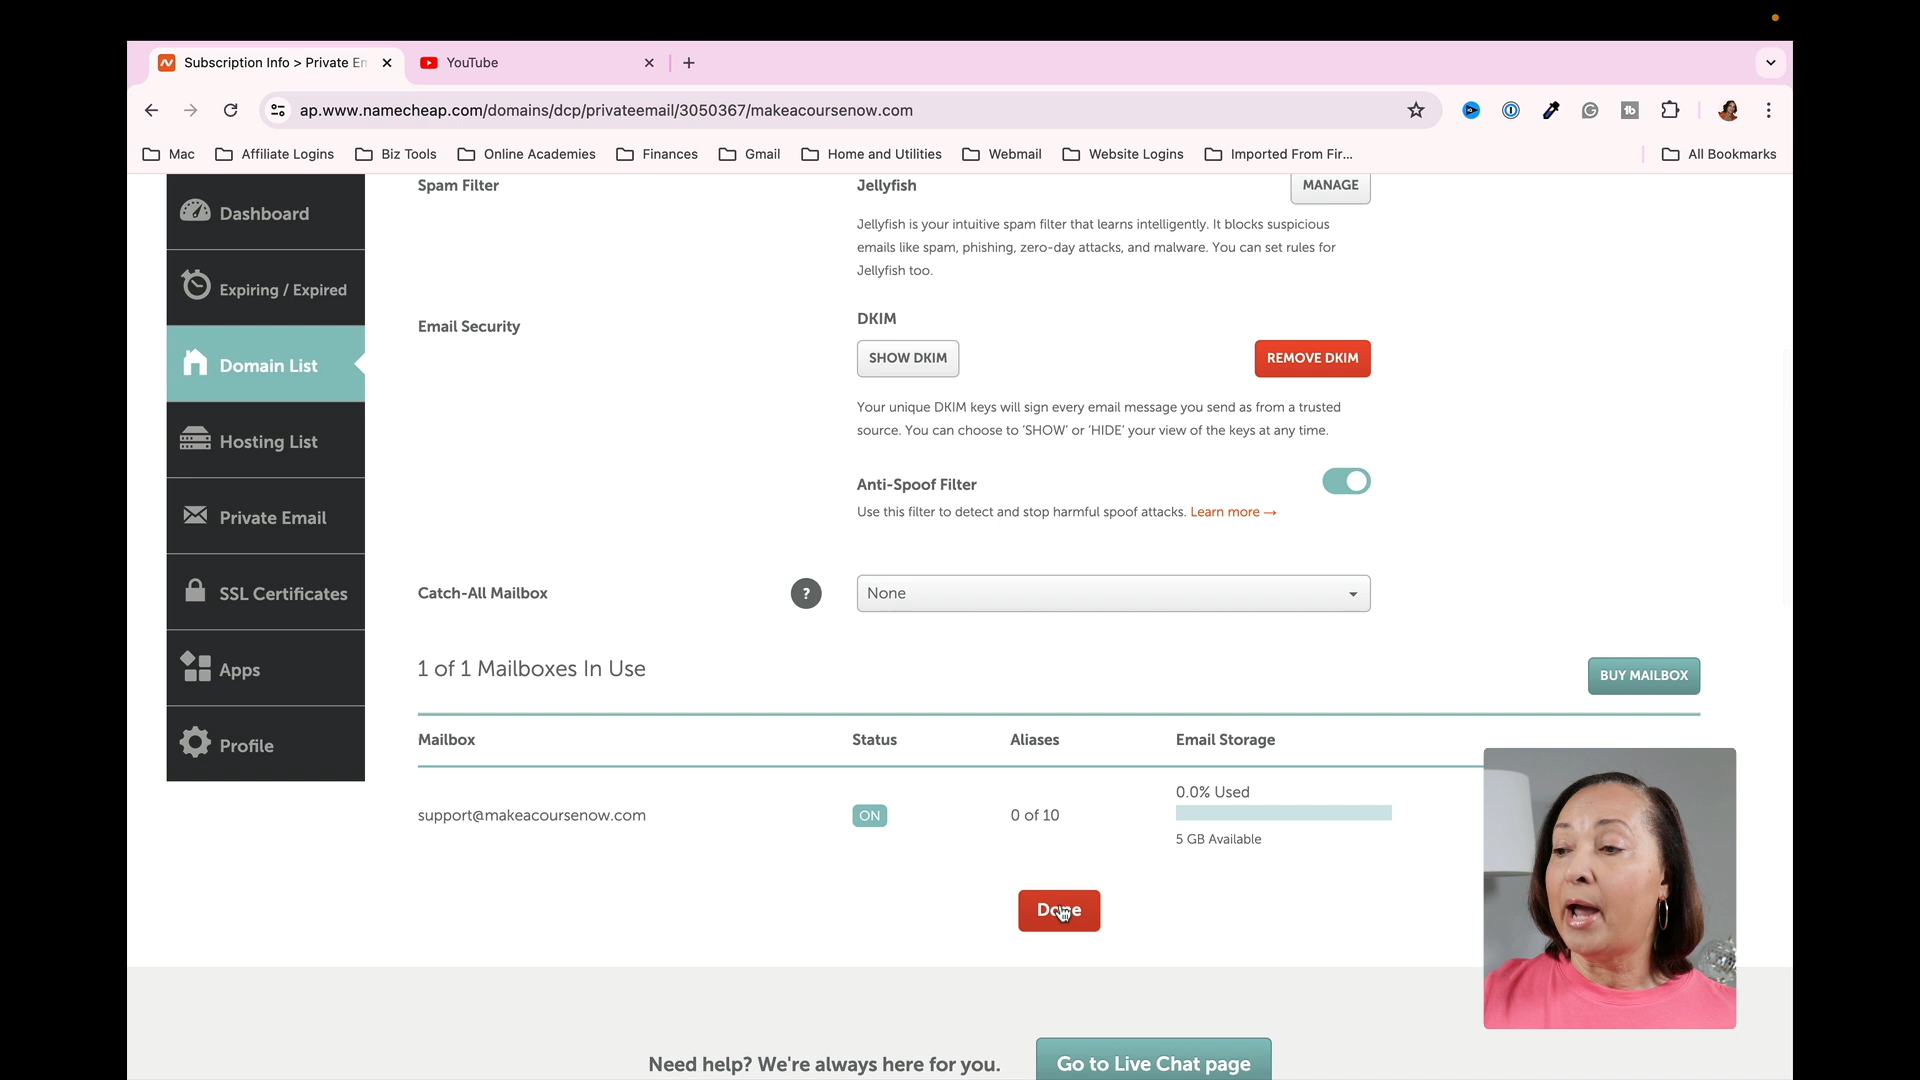 Subscription Info > Private En
YouTube
ap.www.namecheap.com/domains/dcp/privateemail/3050367/makeacoursenow.com
Mac
Affiliate Logins
Biz Tools
Online Academies
Finances
Gmail
Home and Utilities
Webmail
Website Logins
Imported From Fir...
All Bookmarks
Dashboard
Expiring / Expired
Domain List
Hosting List
Private Email
SSL Certificates
Apps
Profile
Spam Filter
Jellyfish
MANAGE
Jellyfish is your intuitive spam filter that learns intelligently. It blocks suspicious
emails like spam, phishing, zero-day attacks, and malware. You can set rules for
Jellyfish too.
Email Security
DKIM
SHOW DKIM
REMOVE DKIM
Your unique DKIM keys will sign every email message you send as from a trusted
source. You can choose to 'SHOW' or 'HIDE' your view of the keys at any time.
Anti-Spoof Filter
Use this filter to detect and stop harmful spoof attacks. Learn more →
Catch-All Mailbox
?
None
1 of 1 Mailboxes In Use
BUY MAILBOX
Mailbox
Status
Aliases
Email Storage
support@makeacoursenow.com
ON
0 of 10
0.0% Used
5 GB Available
Done
Need help? We're always here for you.
Go to Live Chat page